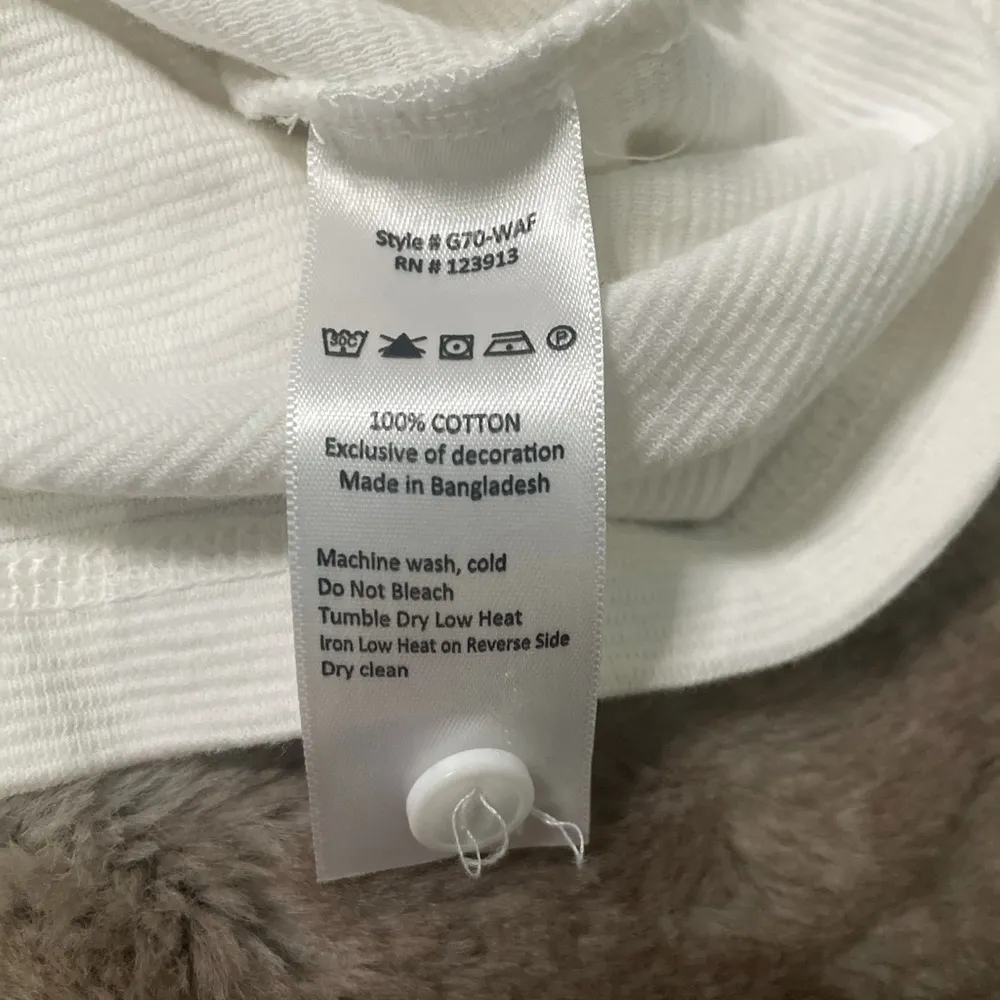 Style # G70-WAF
RN # 123913
30C
P
100% COTTON
Exclusive of decoration
Made in Bangladesh
Machine wash, cold
Do Not Bleach
Tumble Dry Low Heat
Iron Low Heat on Reverse Side
Dry clean